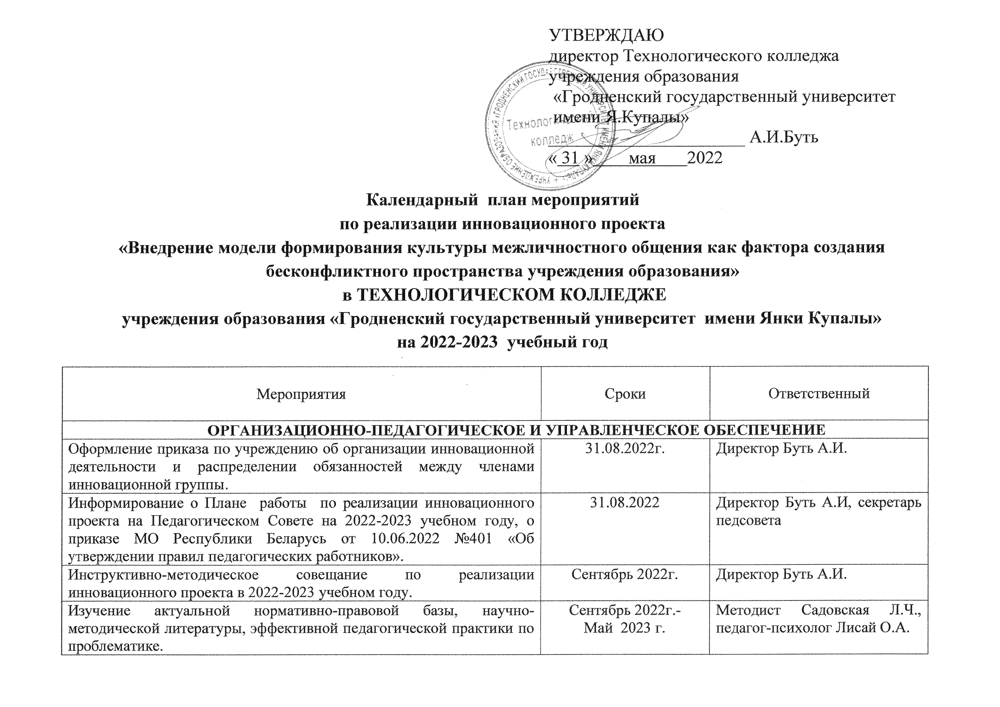 УТВЕРЖДАЮ
директор Технологического колледжа
учреждения образования
«Гродненский государственный университет
имени Я.Купалы»
А.И.Буть
« 31 » мая 2022
УЧРЕЖДЕНИЕ ОБРАЗОВАНИЯ «ГРОДНЕНСКИЙ ГОСУДАРСТВЕННЫЙ УНИВЕРСИТЕТ ИМЕНИ ЯНКИ КУПАЛЫ»
Технологический
колледж
Календарный план мероприятий
по реализации инновационного проекта
«Внедрение модели формирования культуры межличностного общения как фактора создания
бесконфликтного пространства учреждения образования»
в ТЕХНОЛОГИЧЕСКОМ КОЛЛЕДЖЕ
учреждения образования «Гродненский государственный университет имени Янки Купалы»
на 2022-2023 учебный год
Мероприятия
Сроки
Ответственный
ОРГАНИЗАЦИОННО-ПЕДАГОГИЧЕСКОЕ И УПРАВЛЕНЧЕСКОЕ ОБЕСПЕЧЕНИЕ
Оформление приказа по учреждению об организации инновационной
деятельности и распределении обязанностей между членами
инновационной группы.
31.08.2022г.
Директор Буть А.И.
Информирование о Плане работы по реализации инновационного
проекта на Педагогическом Совете на 2022-2023 учебном году, о
приказе МО Республики Беларусь от 10.06.2022 №401 «Об
утверждении правил педагогических работников».
31.08.2022
Директор Буть А.И, секретарь
педсовета
Инструктивно-методическое совещание по реализации
инновационного проекта в 2022-2023 учебном году.
Сентябрь 2022г.
Директор Буть А.И.
Изучение актуальной нормативно-правовой базы, научно-
методической литературы, эффективной педагогической практики по
проблематике.
Сентябрь 2022г.-
Май 2023 г.
Методист Садовская Л.Ч.,
педагог-психолог Лисай О.А.